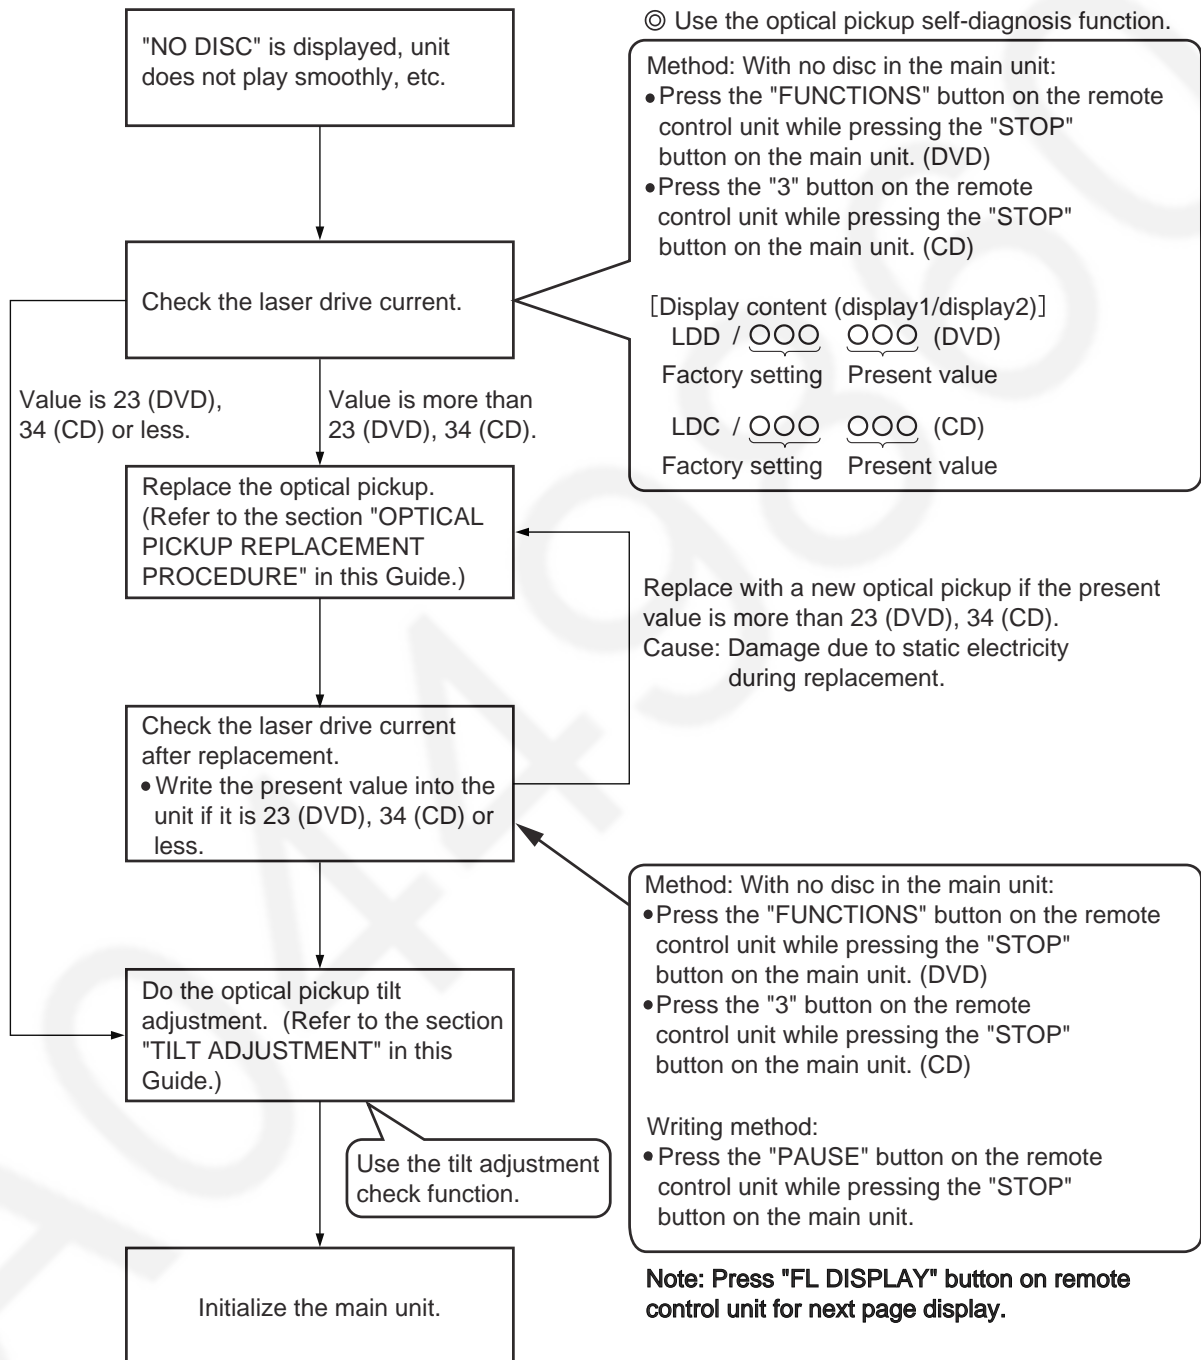 "NO DISC" is displayed, unit
does not play smoothly, etc.
◎ Use the optical pickup self-diagnosis function.
Method: With no disc in the main unit:
●Press the "FUNCTIONS" button on the remote
control unit while pressing the "STOP"
button on the main unit. (DVD)
●Press the "3" button on the remote
control unit while pressing the "STOP"
button on the main unit. (CD)
[Display content (display1/display2)]
LDD / ○○○ ○○○ (DVD)
Factory setting Present value
LDC / ○○○ ○○○ (CD)
Factory setting Present value
Check the laser drive current.
Value is 23 (DVD),
34 (CD) or less.
Value is more than
23 (DVD), 34 (CD).
Replace the optical pickup.
(Refer to the section "OPTICAL
PICKUP REPLACEMENT
PROCEDURE" in this Guide.)
Replace with a new optical pickup if the present
value is more than 23 (DVD), 34 (CD).
Cause: Damage due to static electricity
during replacement.
Check the laser drive current
after replacement.
●Write the present value into the
unit if it is 23 (DVD), 34 (CD) or
less.
Method: With no disc in the main unit:
●Press the "FUNCTIONS" button on the remote
control unit while pressing the "STOP"
button on the main unit. (DVD)
●Press the "3" button on the remote
control unit while pressing the "STOP"
button on the main unit. (CD)
Writing method:
●Press the "PAUSE" button on the remote
control unit while pressing the "STOP"
button on the main unit.
Do the optical pickup tilt
adjustment. (Refer to the section
"TILT ADJUSTMENT" in this
Guide.)
Use the tilt adjustment
check function.
Initialize the main unit.
Note: Press "FL DISPLAY" button on remote
control unit for next page display.